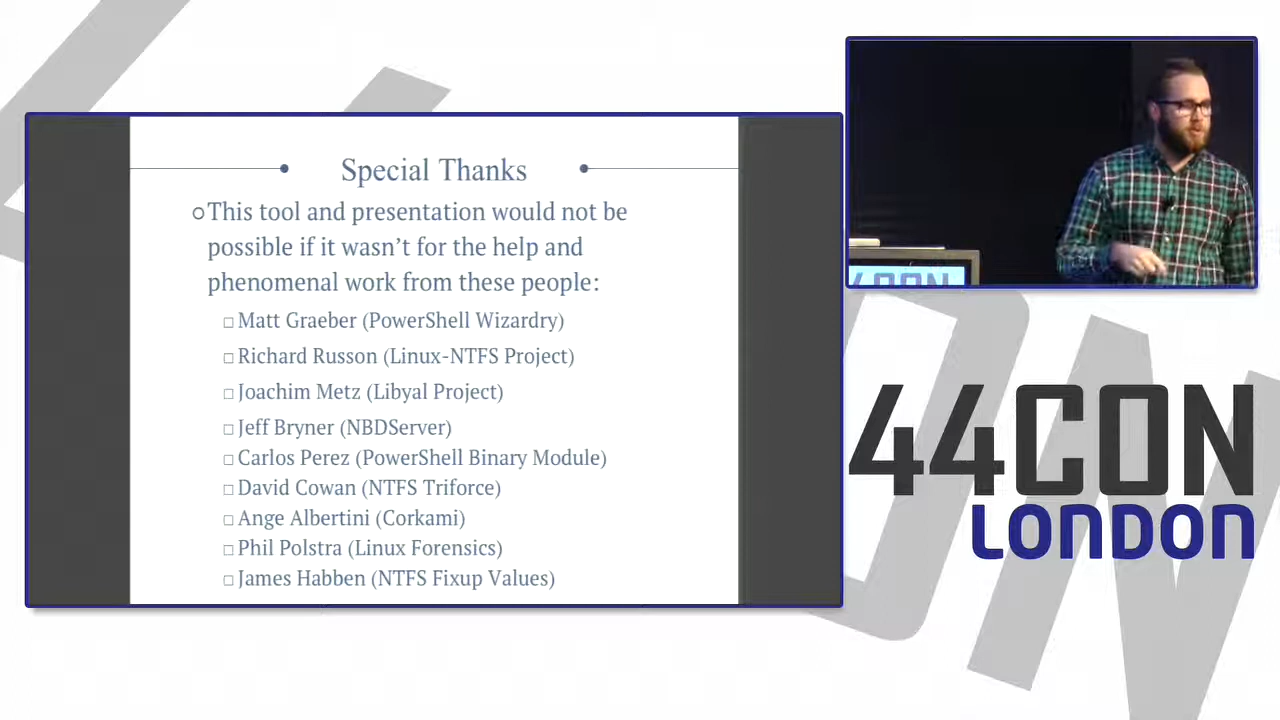 Special Thanks
This tool and presentation would not be
possible if it wasn’t for the help and
phenomenal work from these people:
Matt Graeber (PowerShell Wizardry)
Richard Russon (Linux-NTFS Project)
Joachim Metz (Libyal Project)
Jeff Bryner (NBDServer)
Carlos Perez (PowerShell Binary Module)
David Cowan (NTFS Triforce)
Ange Albertini (Corkami)
Phil Polstra (Linux Forensics)
James Habben (NTFS Fixup Values)
44CON
44CON
LONDON